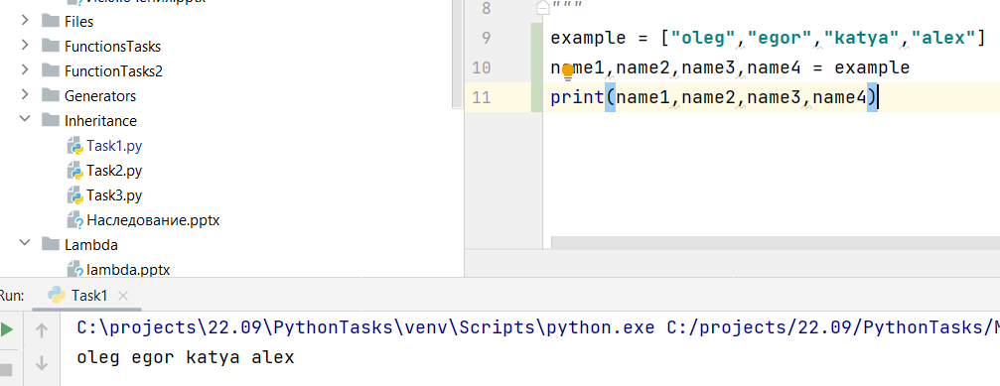 Files
FunctionsTasks
FunctionTasks2
Generators
Inheritance
Task1.py
Task2.py
Task3.py
Наследование.pptx
Lambda
lambda.pptx
8 """
9 example = ["oleg","egor","katya","alex"]
10 name1,name2,name3,name4 = example
11 print(name1,name2,name3,name4)
Run: Task1
C:\projects\22.09\PythonTasks\venv\Scripts\python.exe C:/projects/22.09/PythonTasks/
oleg egor katya alex